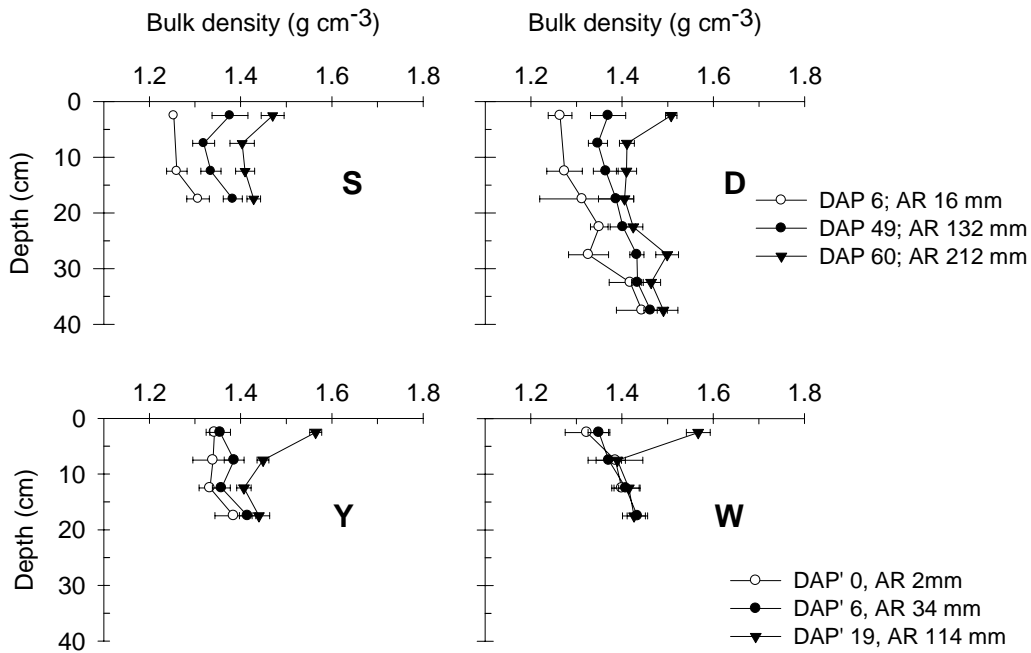 Bulk density (g cm-3) Bulk density (g cm-3)
1.2 1.4 1.6 1.8 1.2 1.4 1.6 1.8
0
10
20
30
40
Depth (cm)
S D
DAP 6; AR 16 mm
DAP 49; AR 132 mm
DAP 60; AR 212 mm
1.2 1.4 1.6 1.8 1.2 1.4 1.6 1.8
0
10
20
30
40
Depth (cm)
Y W
DAP' 0, AR 2mm
DAP' 6, AR 34 mm
DAP' 19, AR 114 mm